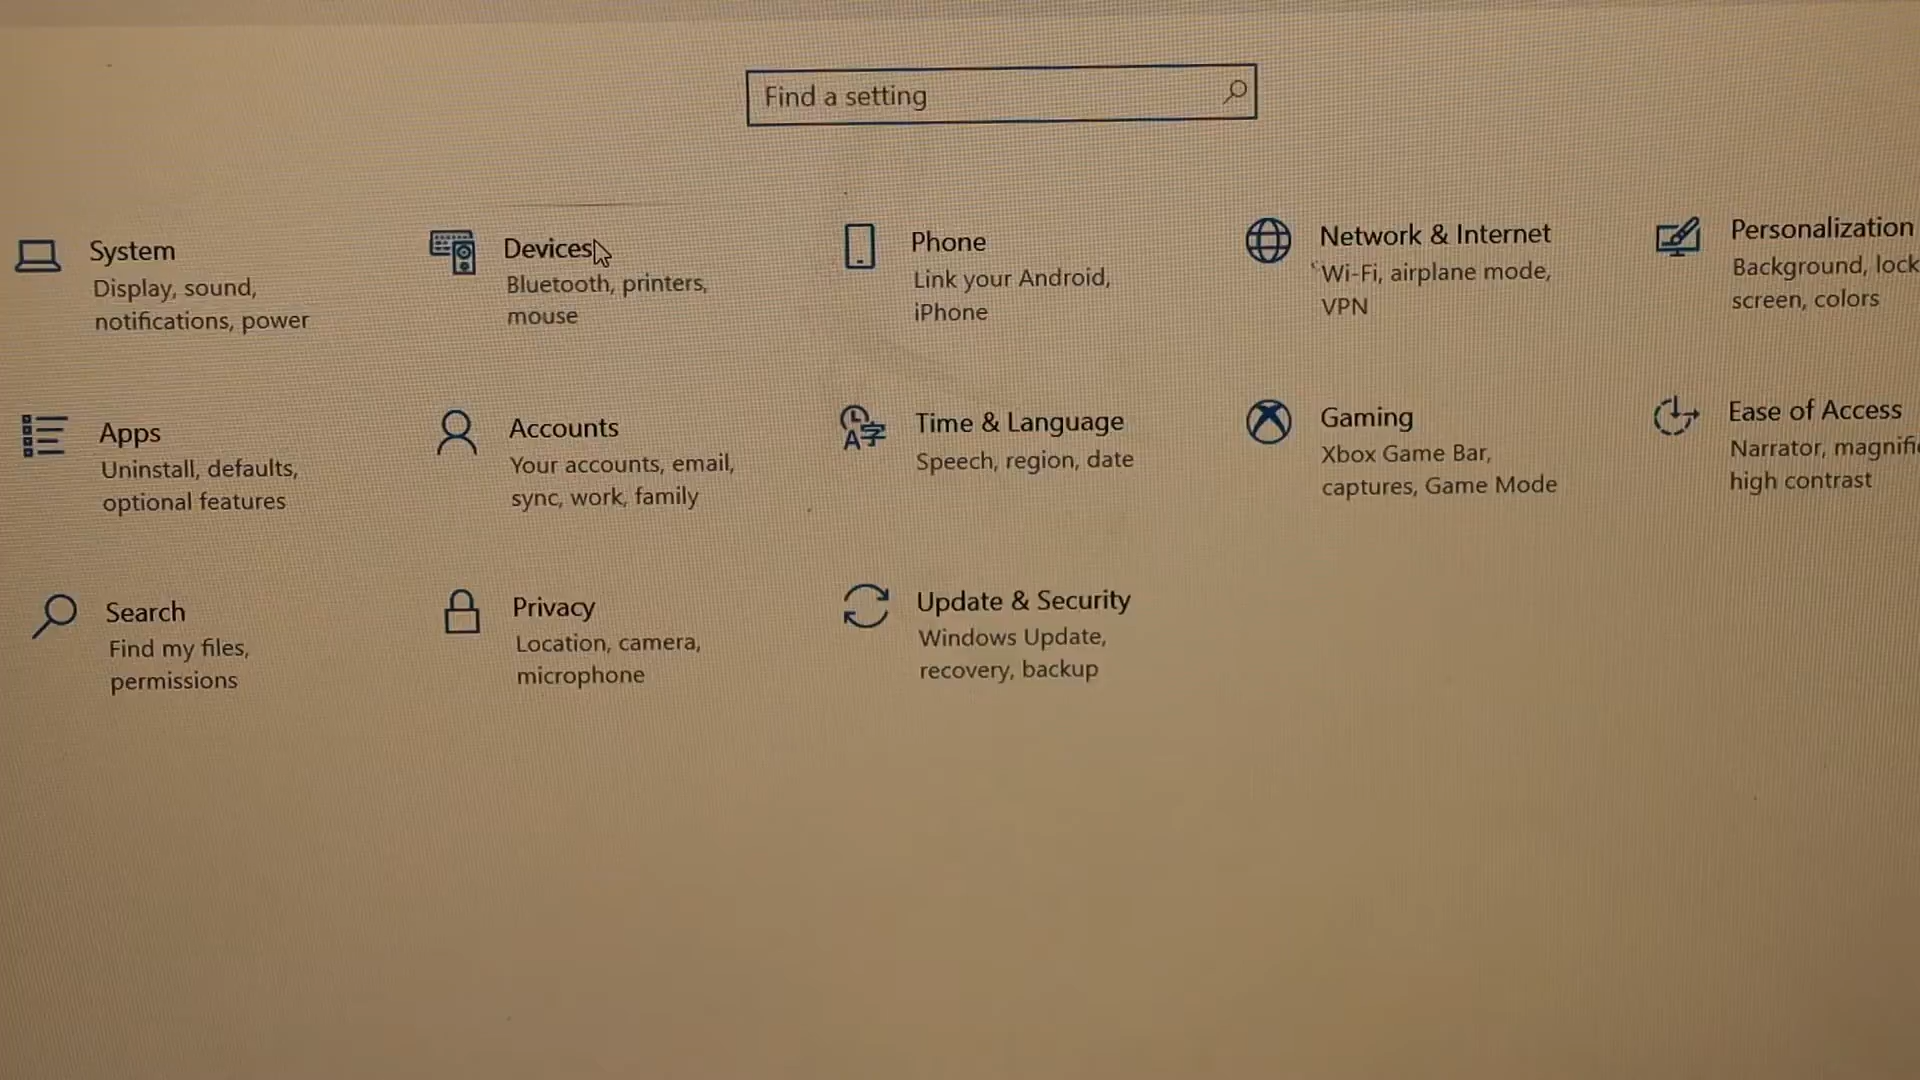 Find a setting
System
Display, sound,
notifications, power
Devices
Bluetooth, printers,
mouse
Phone
Link your Android,
iPhone
Network & Internet
Wi-Fi, airplane mode,
VPN
Personalization
Background, lock
screen, colors
Apps
Uninstall, defaults,
optional features
Accounts
Your accounts, email,
sync, work, family
Time & Language
Speech, region, date
Gaming
Xbox Game Bar,
captures, Game Mode
Ease of Access
Narrator, magnifi
high contrast
Search
Find my files,
permissions
Privacy
Location, camera,
microphone
Update & Security
Windows Update,
recovery, backup